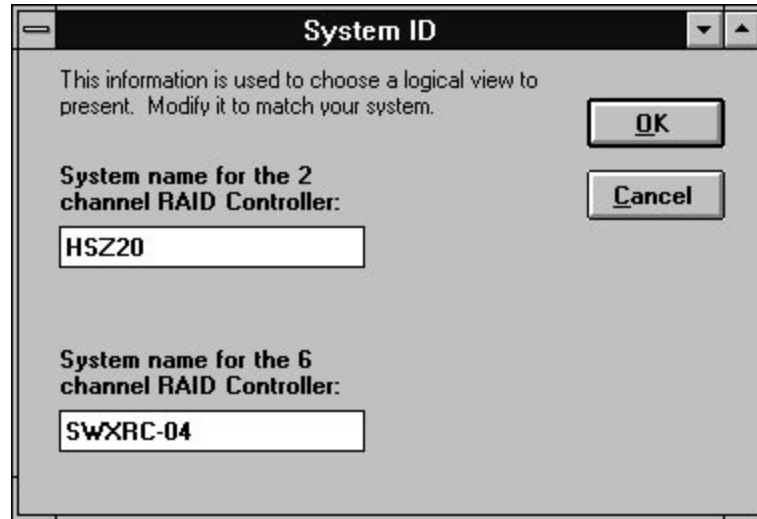 System ID
This information is used to choose a logical view to
present. Modify it to match your system.
OK
Cancel
System name for the 2
channel RAID Controller:
HSZ20
System name for the 6
channel RAID Controller:
SWXRC-04